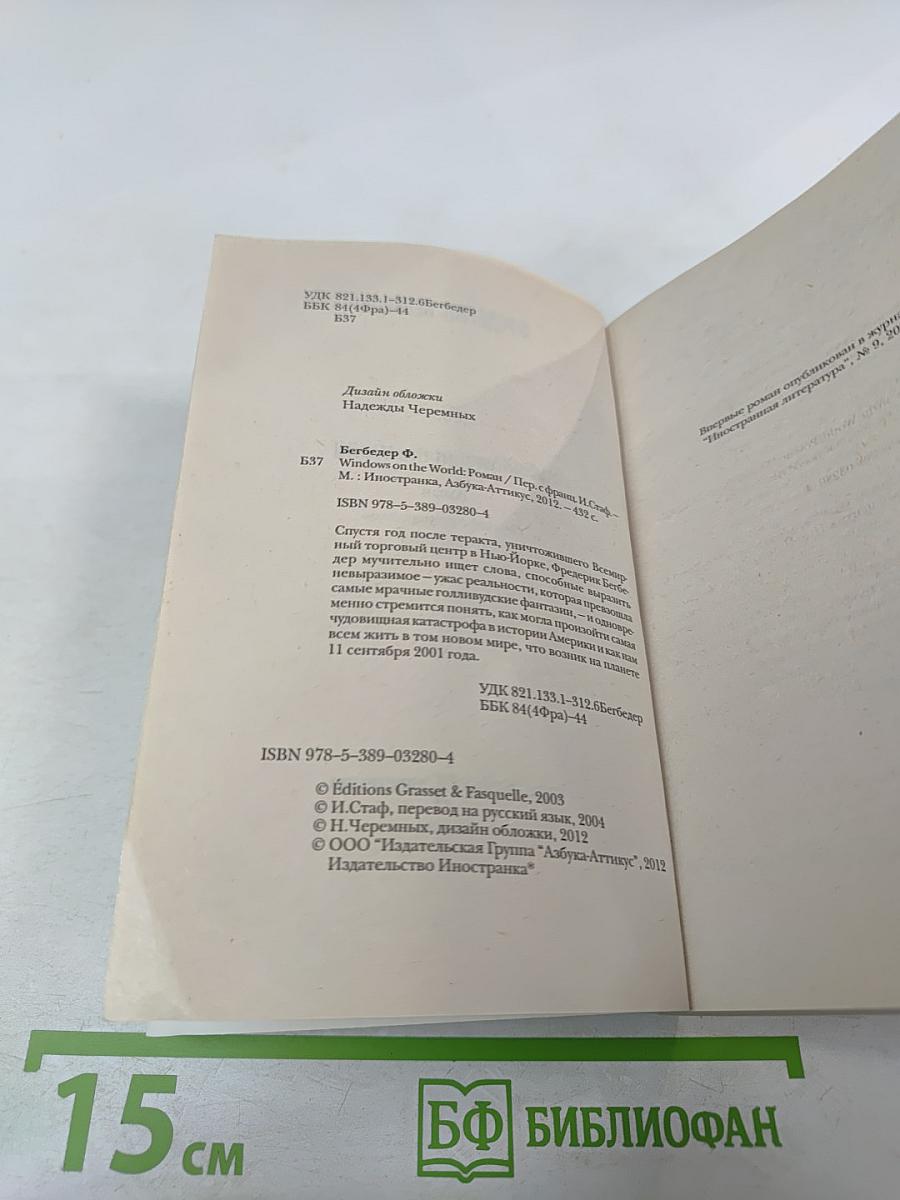 УДК 821.133.1–312.6Бегбедер
ББК 84(4Фра)–44
Б37
Дизайн обложки
Надежды Черемных
Бегбедер Ф.
Б37 Windows on the World: Роман / Пер. с франц. И.Стаф. –
М. : Иностранка, Азбука-Аттикус, 2012. – 432 с.
ISBN 978–5–389–03280–4
Спустя год после теракта, уничтожившего Всемир-
ный торговый центр в Нью-Йорке, Фредерик Бегбе-
дер мучительно ищет слова, способные выразить
невыразимое – ужас реальности, которая превзошла
самые мрачные голливудские фантазии, – и одновре-
менно стремится понять, как могла произойти самая
чудовищная катастрофа в истории Америки и как нам
всем жить в том новом мире, что возник на планете
11 сентября 2001 года.
УДК 821.133.1–312.6Бегбедер
ББК 84(4Фра)–44
ISBN 978–5–389–03280–4
© Éditions Grasset & Fasquelle, 2003
© И.Стаф, перевод на русский язык, 2004
© Н.Черемных, дизайн обложки, 2012
© ООО "Издательская Группа "Азбука-Аттикус", 2012
Издательство Иностранка®
Впервые роман опубликован в журна
"Иностранная литература", № 9, 20
15 см
БФ БИБЛИОФАН